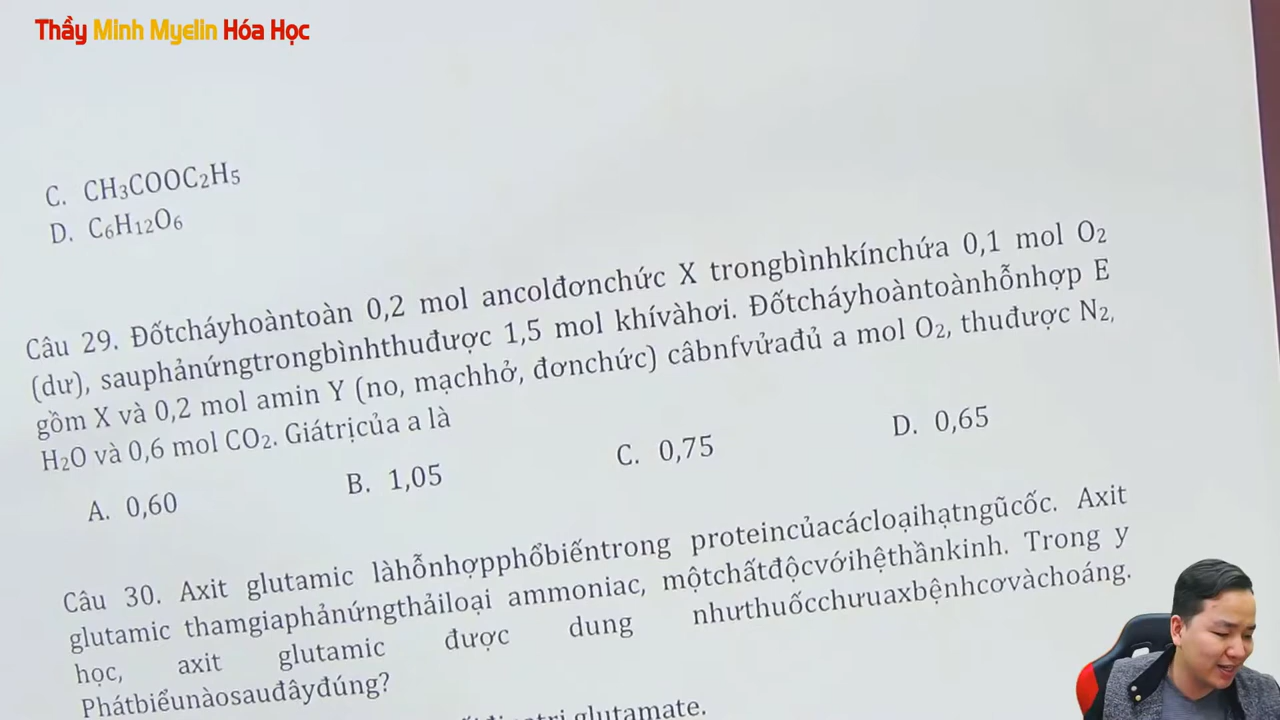 Thầy Minh Myelin Hóa Học
C. CH₃COOC₂H₅
D. C₆H₁₂O₆
Câu 29. Đốtcháyhoàntoàn 0,2 mol ancolđơnchức X trongbìnhkínchứa 0,1 mol O₂
(dư), sauphảnứngtrongbìnhthuđược 1,5 mol khívàhơi. Đốtcháyhoàntoànhỗnhợp E
gồm X và 0,2 mol amin Y (no, mạchhở, đơnchức) câbnfvửađủ a mol O₂, thuđược N₂,
H₂O và 0,6 mol CO₂. Giátrịcủa a là
A. 0,60 B. 1,05 C. 0,75 D. 0,65
Câu 30. Axit glutamic làhỗnhợpphổbiếntrong proteincủacácloạihạtngũcốc. Axit
glutamic thamgiaphảnứngthảiloại ammoniac, mộtchấtđộcvớihệthầnkinh. Trong y
học, axit glutamic được dung nhưthuốcchưuaxbệnhcơvàchoáng.
Phátbiểunàosauđâyđúng?
glutamate.